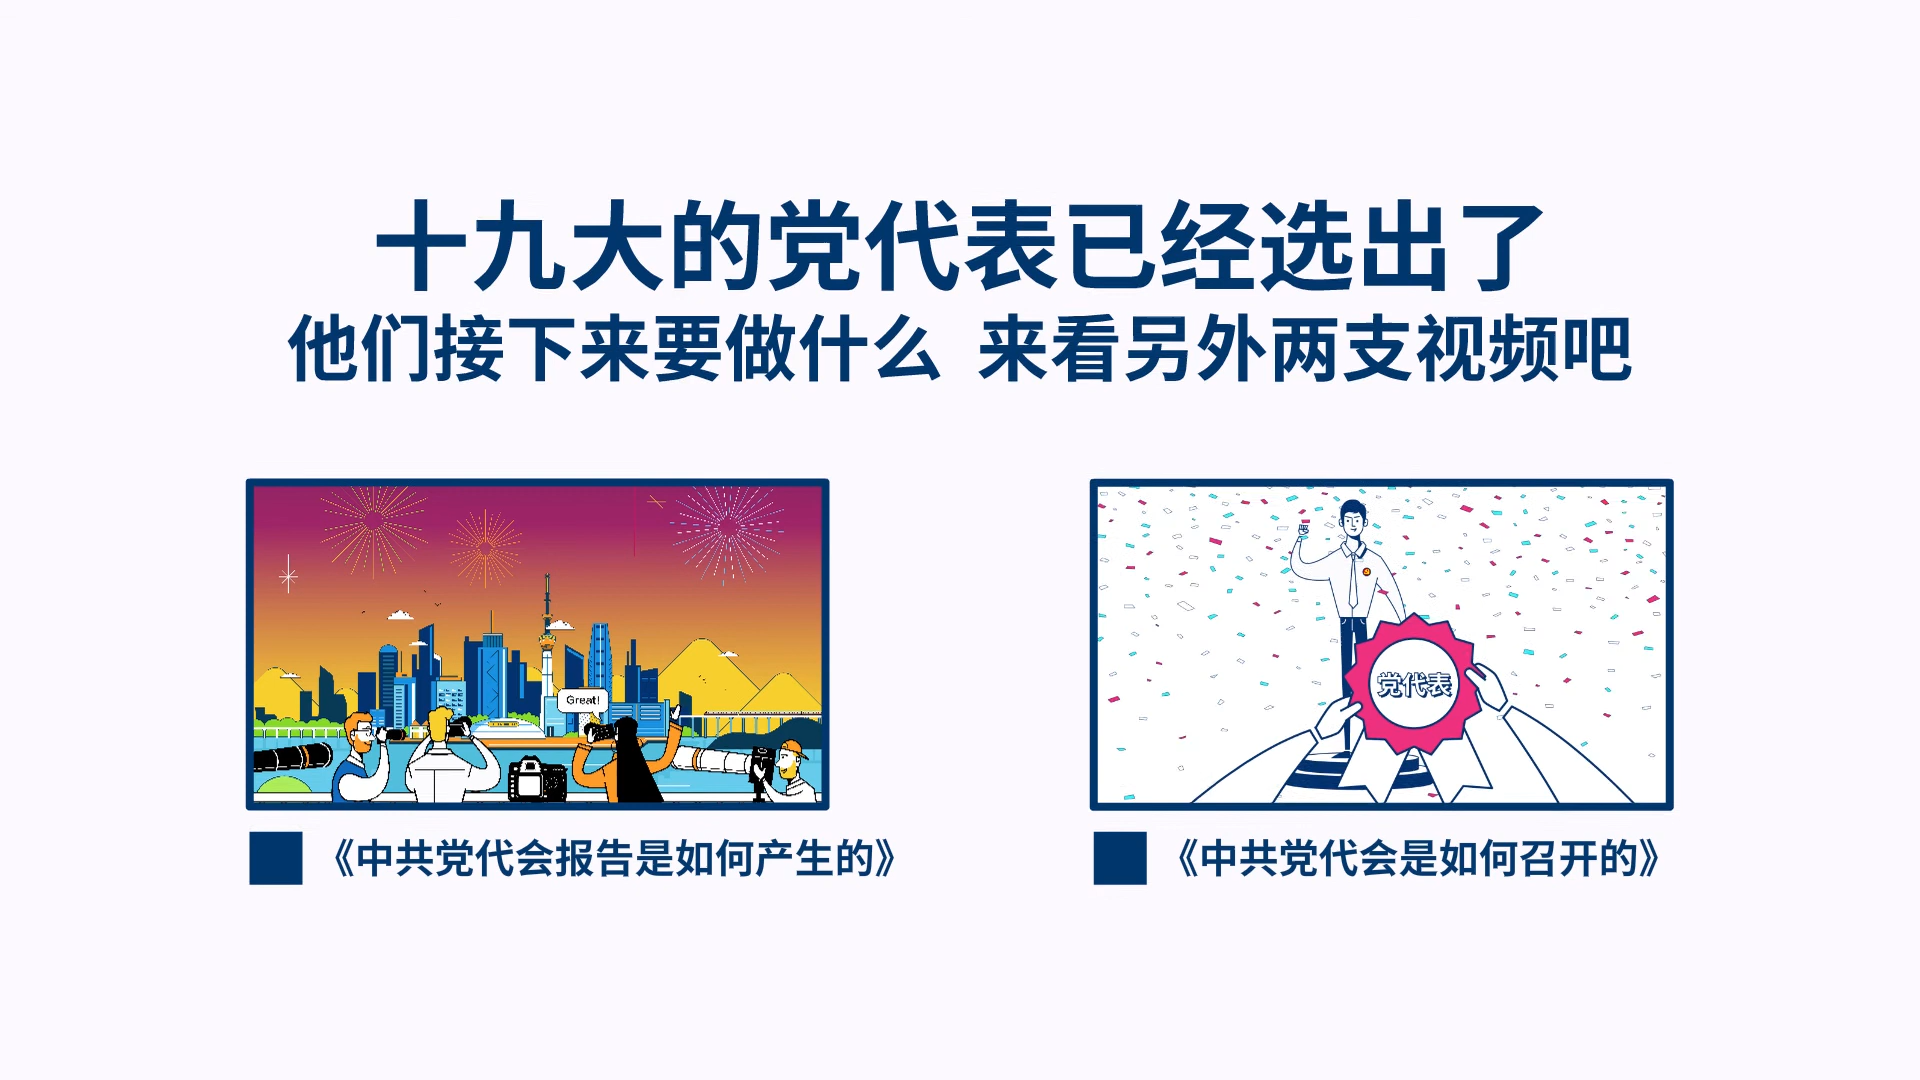 十九大的党代表已经选出了
他们接下来要做什么 来看另外两支视频吧
Great!
党代表
《中共党代会报告是如何产生的》
《中共党代会是如何召开的》